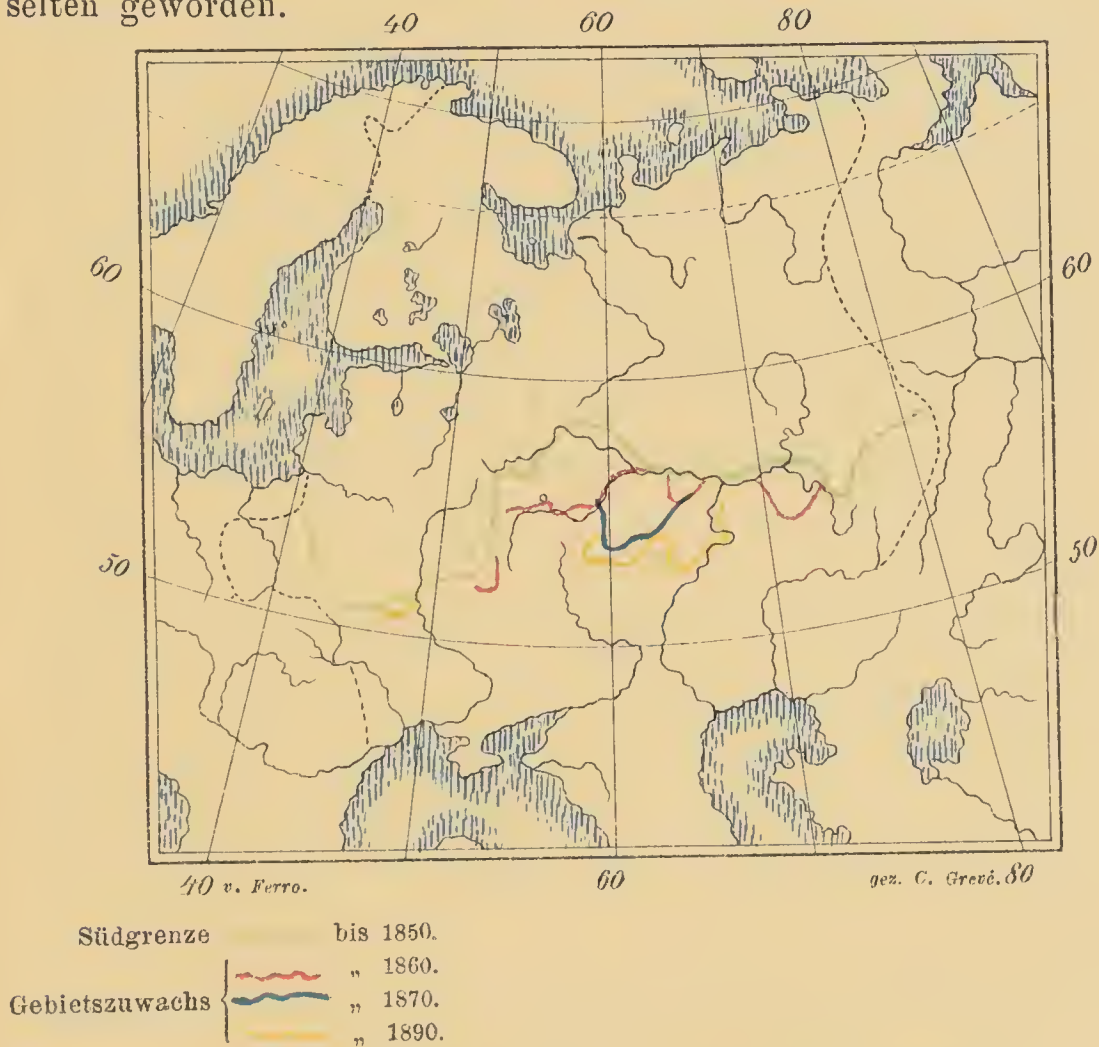 selten geworden.
40 60 80
60 60
50 50
40 v. Ferro. 60 gez. C. Grevé. 80
Südgrenze bis 1850.
„ 1860.
Gebietszuwachs { „ 1870.
„ 1890.